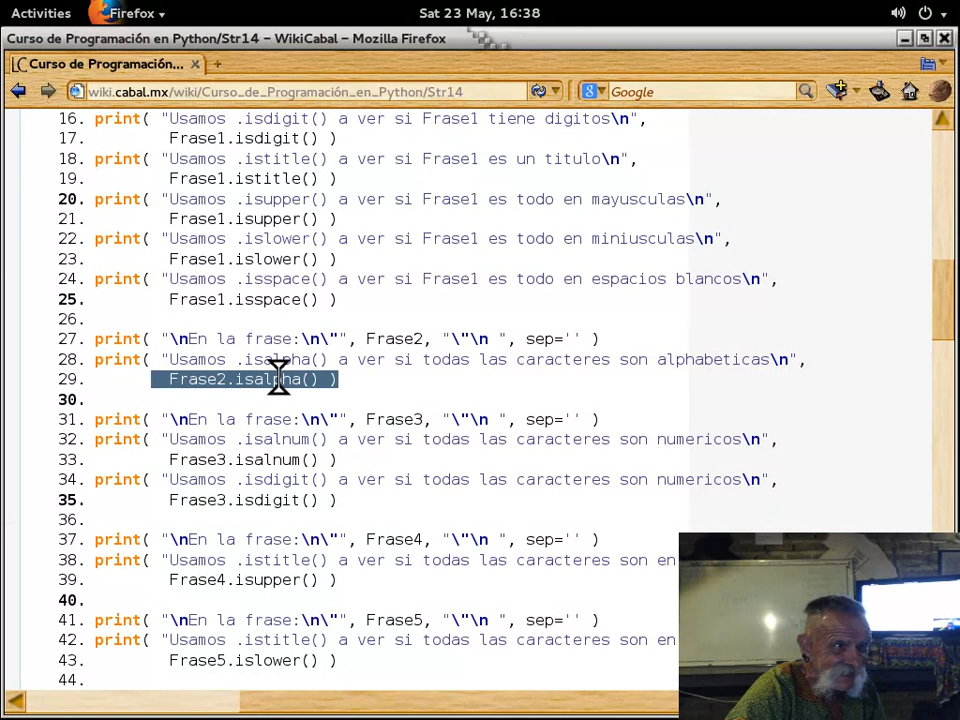 Activities Firefox Sat 23 May, 16:38
Curso de Programación en Python/Str14 – WikiCabal – Mozilla Firefox
Curso de Programación... × +
wiki.cabal.mx/wiki/Curso_de_Programación_en_Python/Str14 Google
16. print( "Usamos .isdigit() a ver si Frase1 tiene digitos\n",
17. Frase1.isdigit() )
18. print( "Usamos .istitle() a ver si Frase1 es un titulo\n",
19. Frase1.istitle() )
20. print( "Usamos .isupper() a ver si Frase1 es todo en mayusculas\n",
21. Frase1.isupper() )
22. print( "Usamos .islower() a ver si Frase1 es todo en miniusculas\n",
23. Frase1.islower() )
24. print( "Usamos .isspace() a ver si Frase1 es todo en espacios blancos\n",
25. Frase1.isspace() )
26.
27. print( "\nEn la frase:\n\"", Frase2, "\"\n ", sep='' )
28. print( "Usamos .isalpha() a ver si todas las caracteres son alphabeticas\n",
29. Frase2.isalpha() )
30.
31. print( "\nEn la frase:\n\"", Frase3, "\"\n ", sep='' )
32. print( "Usamos .isalnum() a ver si todas las caracteres son numericos\n",
33. Frase3.isalnum() )
34. print( "Usamos .isdigit() a ver si todas las caracteres son numericos\n",
35. Frase3.isdigit() )
36.
37. print( "\nEn la frase:\n\"", Frase4, "\"\n ", sep='' )
38. print( "Usamos .istitle() a ver si todas las caracteres son en
39. Frase4.isupper() )
40.
41. print( "\nEn la frase:\n\"", Frase5, "\"\n ", sep='' )
42. print( "Usamos .istitle() a ver si todas las caracteres son en
43. Frase5.islower() )
44.